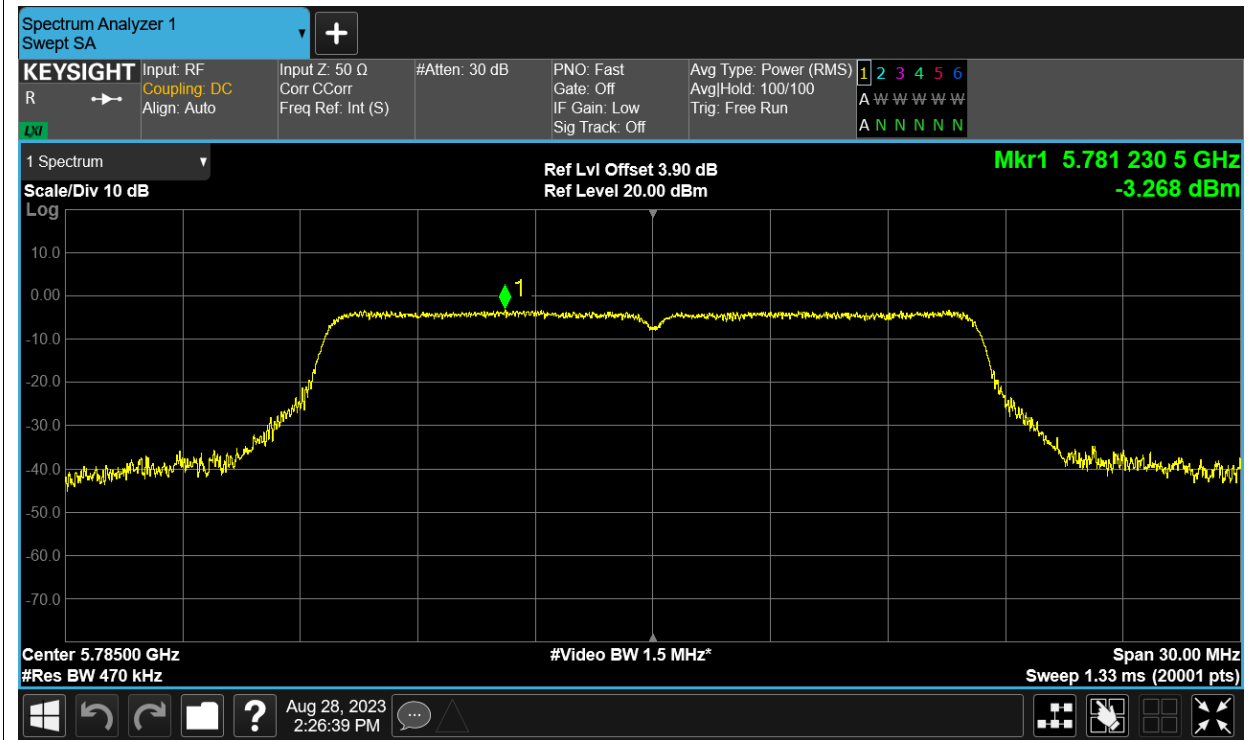 Spectrum Analyzer 1
Swept SA
KEYSIGHT
R
LXI
Input: RF
Coupling: DC
Align: Auto
Input Z: 50 Ω
Corr CCorr
Freq Ref: Int (S)
#Atten: 30 dB
PNO: Fast
Gate: Off
IF Gain: Low
Sig Track: Off
Avg Type: Power (RMS)
Avg|Hold: 100/100
Trig: Free Run
1 2 3 4 5 6
A W W W W W
A N N N N N
1 Spectrum
Scale/Div 10 dB
Log
Ref Lvl Offset 3.90 dB
Ref Level 20.00 dBm
Mkr1 5.781 230 5 GHz
-3.268 dBm
10.0
0.00
-10.0
-20.0
-30.0
-40.0
-50.0
-60.0
-70.0
1
Center 5.78500 GHz
#Res BW 470 kHz
#Video BW 1.5 MHz*
Span 30.00 MHz
Sweep 1.33 ms (20001 pts)
?
Aug 28, 2023
2:26:39 PM